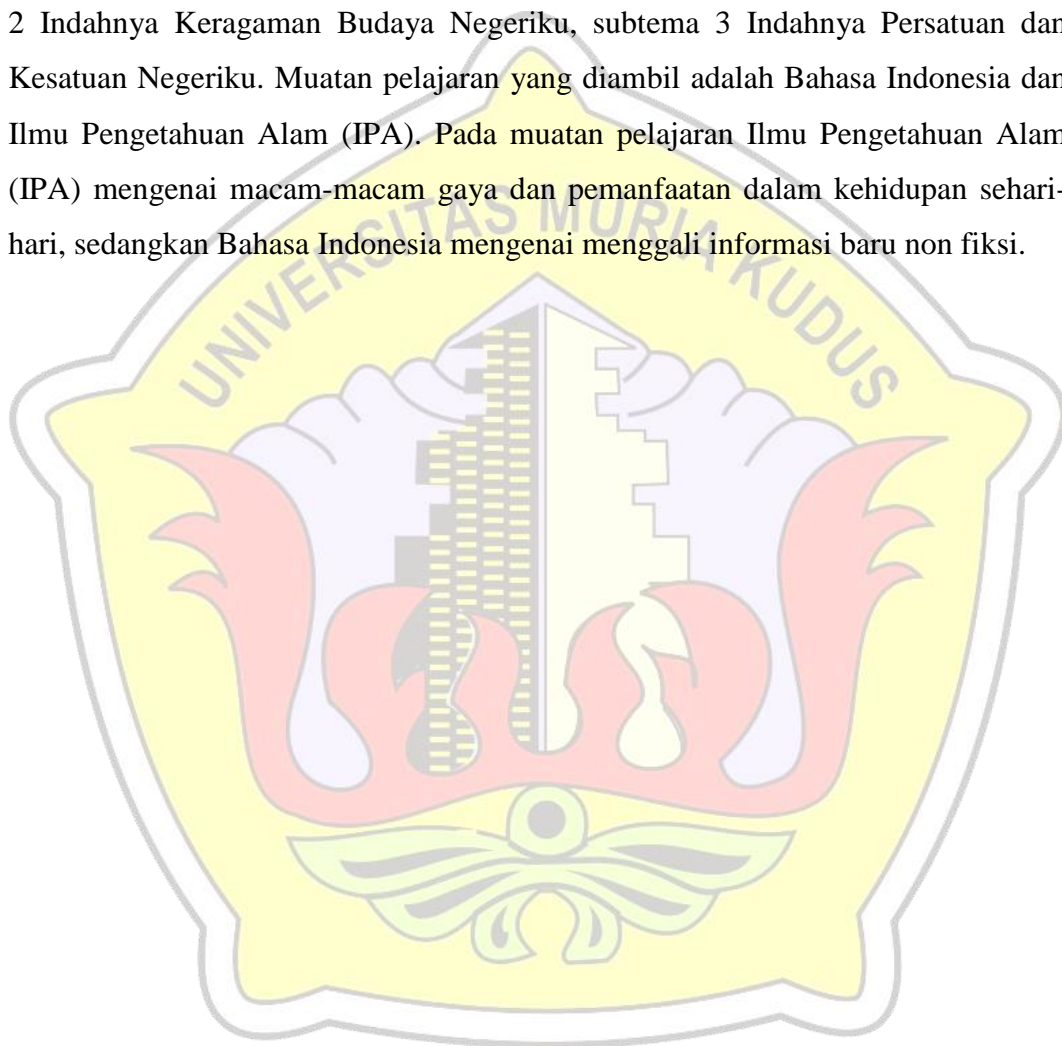 2 Indahnya Keragaman Budaya Negeriku, subtema 3 Indahnya Persatuan dan
Kesatuan Negeriku. Muatan pelajaran yang diambil adalah Bahasa Indonesia dan
Ilmu Pengetahuan Alam (IPA). Pada muatan pelajaran Ilmu Pengetahuan Alam
(IPA) mengenai macam-macam gaya dan pemanfaatan dalam kehidupan sehari-
hari, sedangkan Bahasa Indonesia mengenai menggali informasi baru non fiksi.
UNIVERSITAS MURIA KUDUS